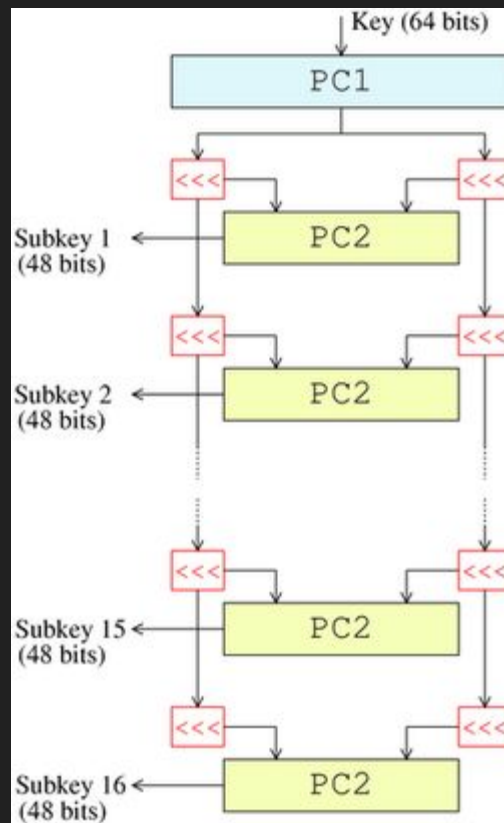 Key (64 bits)
PC1
<<< <<<
Subkey 1
(48 bits)
PC2
<<< <<<
Subkey 2
(48 bits)
PC2
<<< <<<
Subkey 15
(48 bits)
PC2
<<< <<<
Subkey 16
(48 bits)
PC2